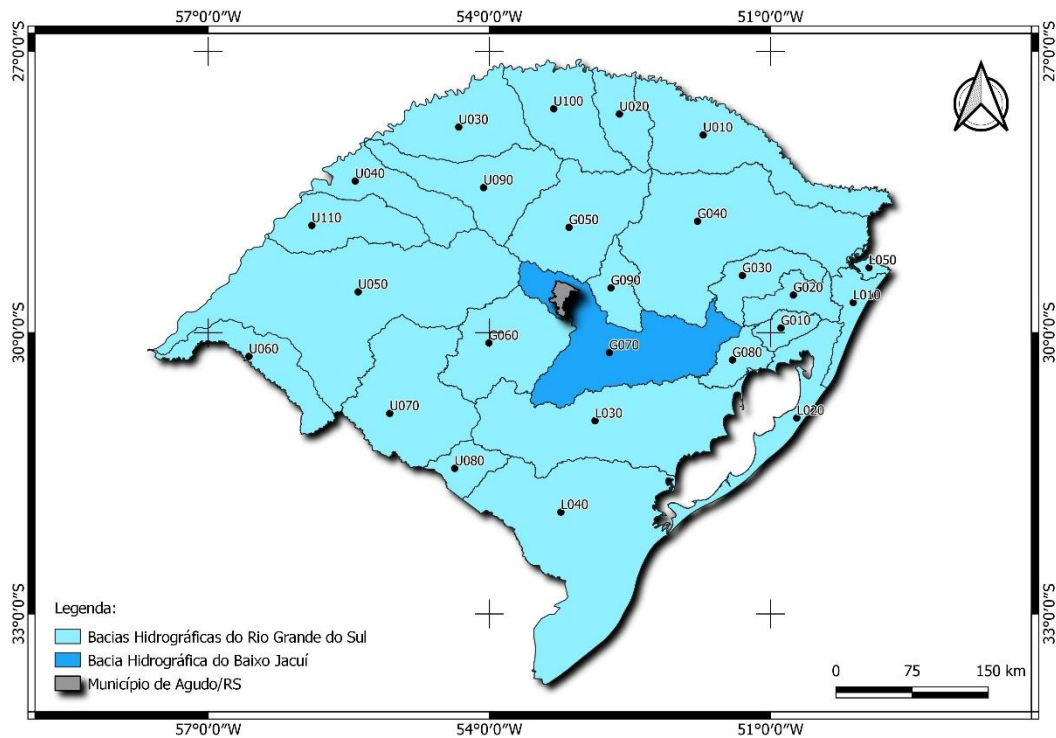 57°0'0"W
54°0'0"W
51°0'0"W
27°0'0"S
27°0'0"S
U100
U020
U030
U010
U040
U090
U110
G050
G040
L050
G030
U050
G090
G020
L010
G010
30°0'0"S
30°0'0"S
G060
U060
G070
G080
U070
L030
L020
U080
L040
33°0'0"S
33°0'0"S
Legenda:
Bacias Hidrográficas do Rio Grande do Sul
Bacia Hidrográfica do Baixo Jacuí
Município de Agudo/RS
0 75 150 km
57°0'0"W
54°0'0"W
51°0'0"W